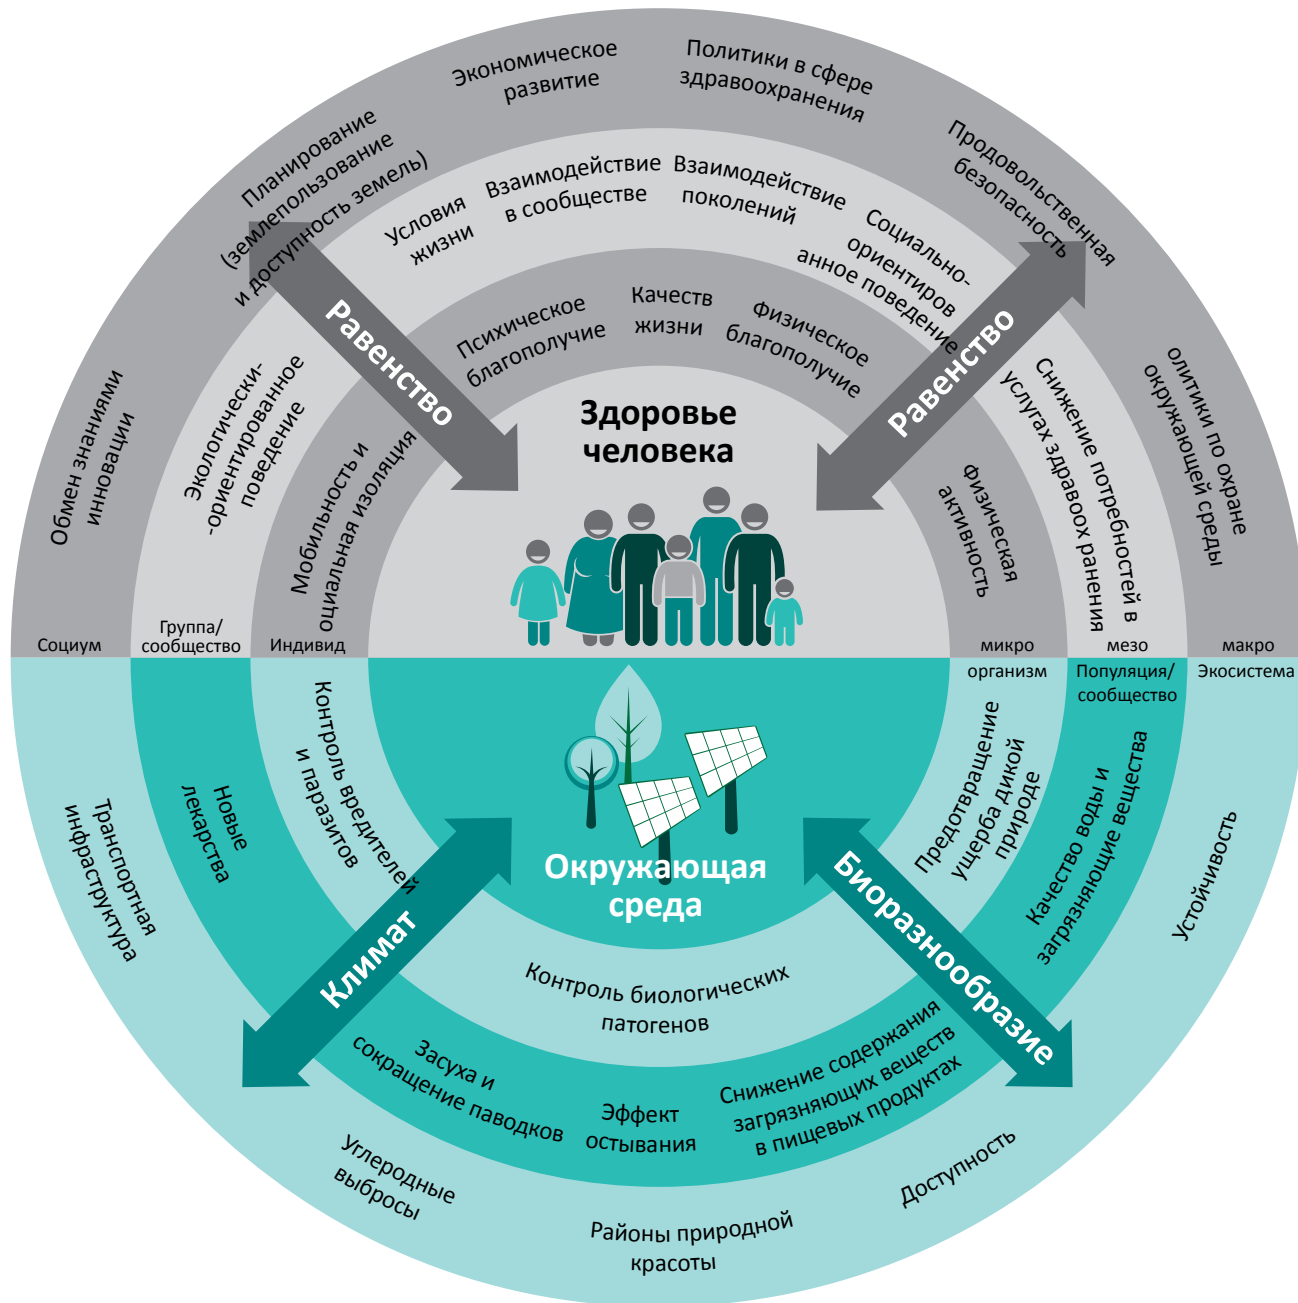 Экономическое
развитие
Политики в сфере
здравоохранения
Планирование
(землепользование
и доступность земель)
Продовольственная
безопасность
Обмен знаниями
инновации
олитики по охране
окружающей среды
Условия
жизни
Взаимодействие
в сообществе
Взаимодействие
поколений
Социально-
ориентиров
анное поведение
Экологически-
-ориентированное
поведение
Снижение потребностей в
услугах здравоох ранения
Психическое
благополучие
Качеств
жизни
Физическое
благополучие
Мобильность и
оциальная изоляция
физическая
активность
Равенство
Равенство
Здоровье
человека
Социум
Группа/
сообщество
Индивид
микро
мезо
макро
организм
Популяция/
сообщество
Экосистема
Контроль вредителей
и паразитов
Предотвращение
ущерба дикой
природе
Новые
лекарства
Качество воды и
загрязняющие вещества
Транспортная
инфраструктура
Устойчивость
Окружающая
среда
Климат
Биоразнообразие
Контроль биологических
патогенов
Засуха и
сокращение паводков
Эффект
остывания
Снижение содержания
загрязняющих веществ
в пищевых продуктах
Углеродные
выбросы
Районы природной
красоты
Доступность